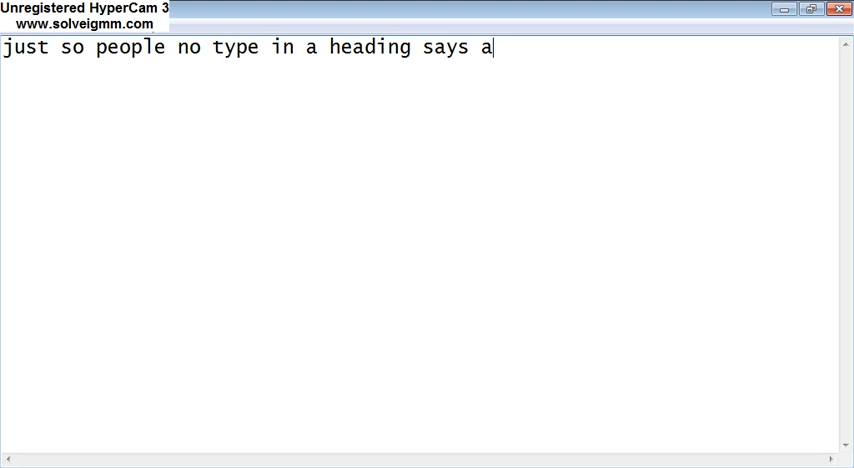 Unregistered HyperCam 3
www.solveigmm.com
just so people no type in a heading says a